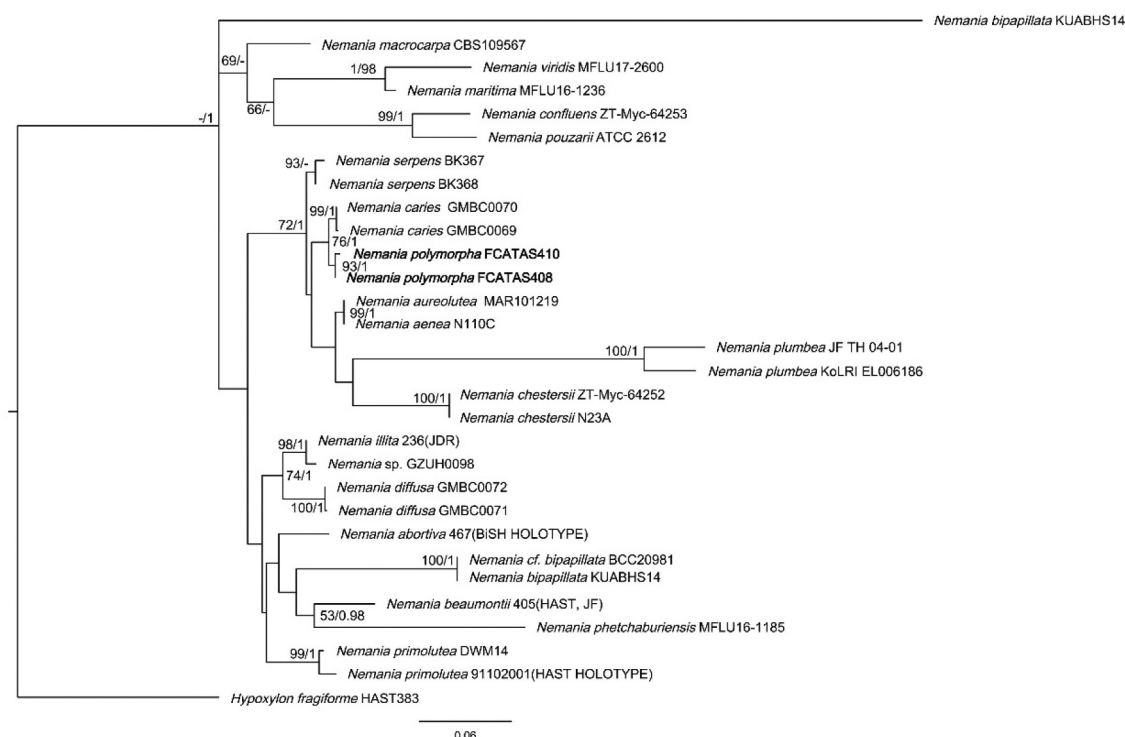 Nemania bipapillata KUABHS14
Nemania macrocarpa CBS109567
69/-
1/98
Nemania viridis MFLU17-2600
Nemania maritima MFLU16-1236
66/-
-/1
99/1
Nemania confluens ZT-Myc-64253
Nemania pouzarii ATCC 2612
93/-
Nemania serpens BK367
Nemania serpens BK368
72/1
99/1
Nemania caries GMBC0070
Nemania caries GMBC0069
76/1
Nemania polymorpha FCATAS410
93/1
Nemania polymorpha FCATAS408
Nemania aureolutea MAR101219
99/1
Nemania aenea N110C
100/1
Nemania plumbea JF TH 04-01
Nemania plumbea KoLRI EL006186
100/1
Nemania chestersii ZT-Myc-64252
Nemania chestersii N23A
98/1
Nemania illita 236(JDR)
Nemania sp. GZUH0098
74/1
Nemania diffusa GMBC0072
100/1
Nemania diffusa GMBC0071
Nemania abortiva 467(BiSH HOLOTYPE)
100/1
Nemania cf. bipapillata BCC20981
Nemania bipapillata KUABHS14
Nemania beaumontii 405(HAST, JF)
53/0.98
Nemania phetchaburiensis MFLU16-1185
99/1
Nemania primolutea DWM14
Nemania primolutea 91102001(HAST HOLOTYPE)
Hypoxylon fragiforme HAST383
0.06